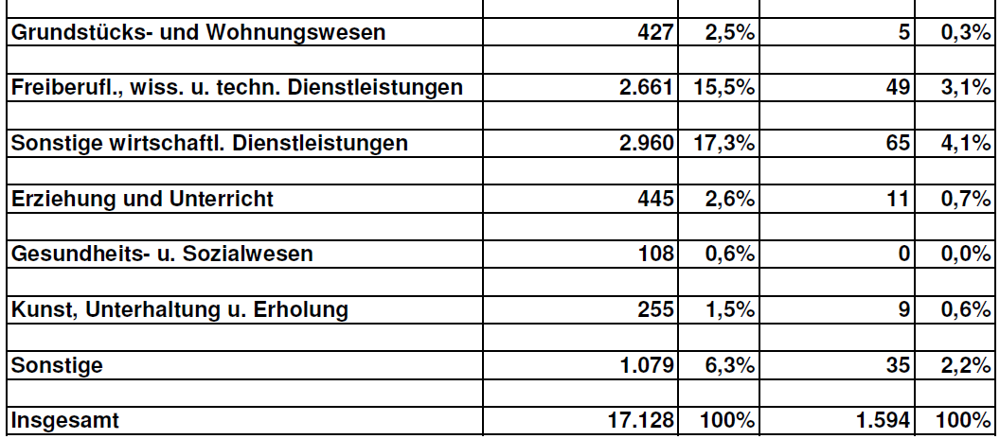 Grundstücks- und Wohnungswesen 427 2,5% 5 0,3%
Freiberufl., wiss. u. techn. Dienstleistungen 2.661 15,5% 49 3,1%
Sonstige wirtschaftl. Dienstleistungen 2.960 17,3% 65 4,1%
Erziehung und Unterricht 445 2,6% 11 0,7%
Gesundheits- u. Sozialwesen 108 0,6% 0 0,0%
Kunst, Unterhaltung u. Erholung 255 1,5% 9 0,6%
Sonstige 1.079 6,3% 35 2,2%
Insgesamt 17.128 100% 1.594 100%